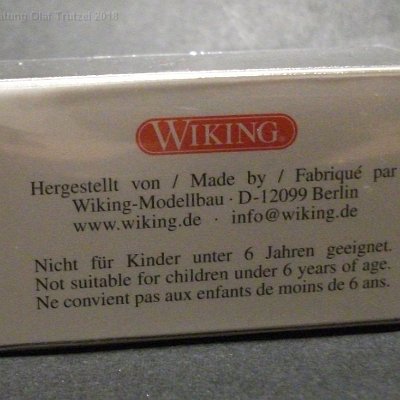 WIKING®
Hergestellt von / Made by / Fabriqué par
Wiking-Modellbau · D-12099 Berlin
www.wiking.de · info@wiking.de
Nicht für Kinder unter 6 Jahren geeignet.
Not suitable for children under 6 years of age.
Ne convient pas aux enfants de moins de 6 ans.